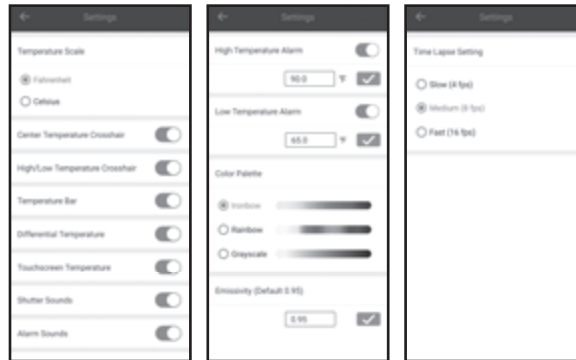 Settings
Temperature Scale
Fahrenheit
Celsius
Center Temperature Crosshair
High/Low Temperature Crosshair
Temperature Bar
Differential Temperature
Touchscreen Temperature
Shutter Sounds
Alarm Sounds
Settings
High Temperature Alarm
90.0 °F
Low Temperature Alarm
65.0 °F
Color Palette
Ironbow
Rainbow
Grayscale
Emissivity (Default 0.95)
0.95
Settings
Time Lapse Setting
Slow (4 fps)
Medium (8 fps)
Fast (16 fps)